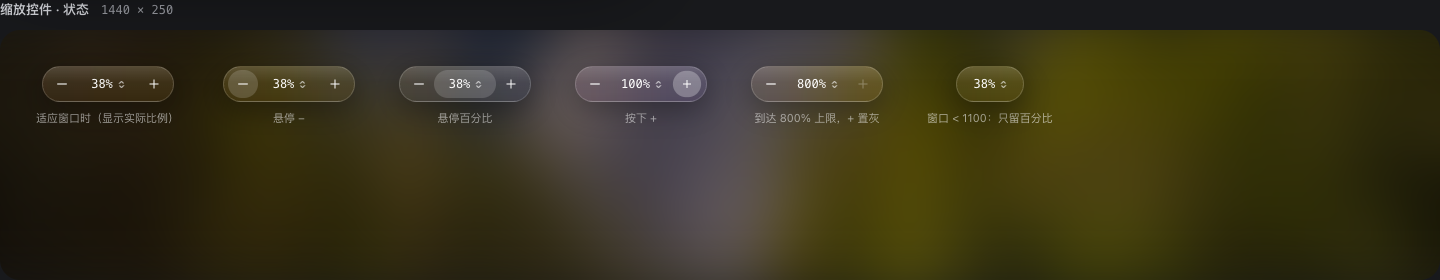 缩放控件 · 状态 1440 × 250
− 38% +
− 38% +
− 38% +
− 100% +
− 800% +
38%
适应窗口时（显示实际比例）
悬停 −
悬停百分比
按下 +
到达 800% 上限，+ 置灰
窗口 < 1100：只留百分比